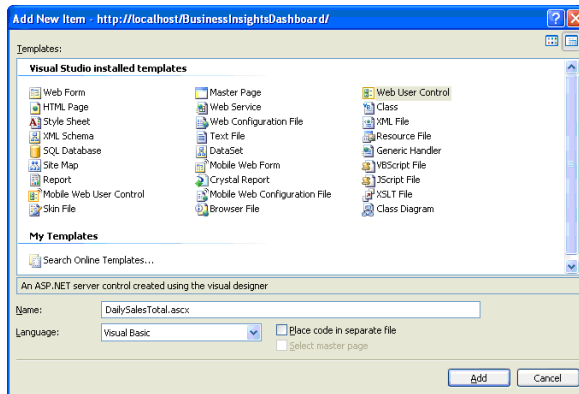 Add New Item - http://localhost/BusinessInsightsDashboard/
Templates:
Visual Studio installed templates
Web Form Master Page Web User Control
HTML Page Web Service Class
Style Sheet Web Configuration File XML File
XML Schema Text File Resource File
SQL Database DataSet Generic Handler
Site Map Mobile Web Form VBScript File
Report Crystal Report JScript File
Mobile Web User Control Mobile Web Configuration File XSLT File
Skin File Browser File Class Diagram
My Templates
Search Online Templates...
An ASP.NET server control created using the visual designer
Name: DailySalesTotal.ascx
Language: Visual Basic Place code in separate file
Select master page
Add Cancel